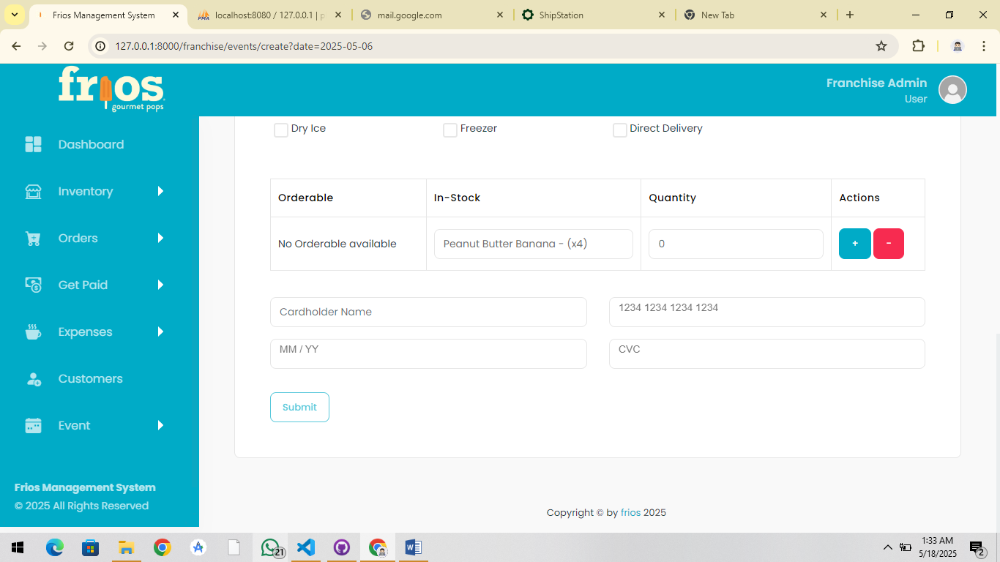 Frios Management System
localhost:8080 / 127.0.0.1 | p
mail.google.com
ShipStation
New Tab
127.0.0.1:8000/franchise/events/create?date=2025-05-06
frios
gourmet pops
Franchise Admin
User
Dashboard
Inventory
Orders
Get Paid
Expenses
Customers
Event
Frios Management System
© 2025 All Rights Reserved
Dry Ice Freezer Direct Delivery
Orderable In-Stock Quantity Actions
No Orderable available Peanut Butter Banana - (x4) 0 + -
Cardholder Name 1234 1234 1234 1234
MM / YY CVC
Submit
Copyright © by frios 2025
21
1:33 AM
5/18/2025
2